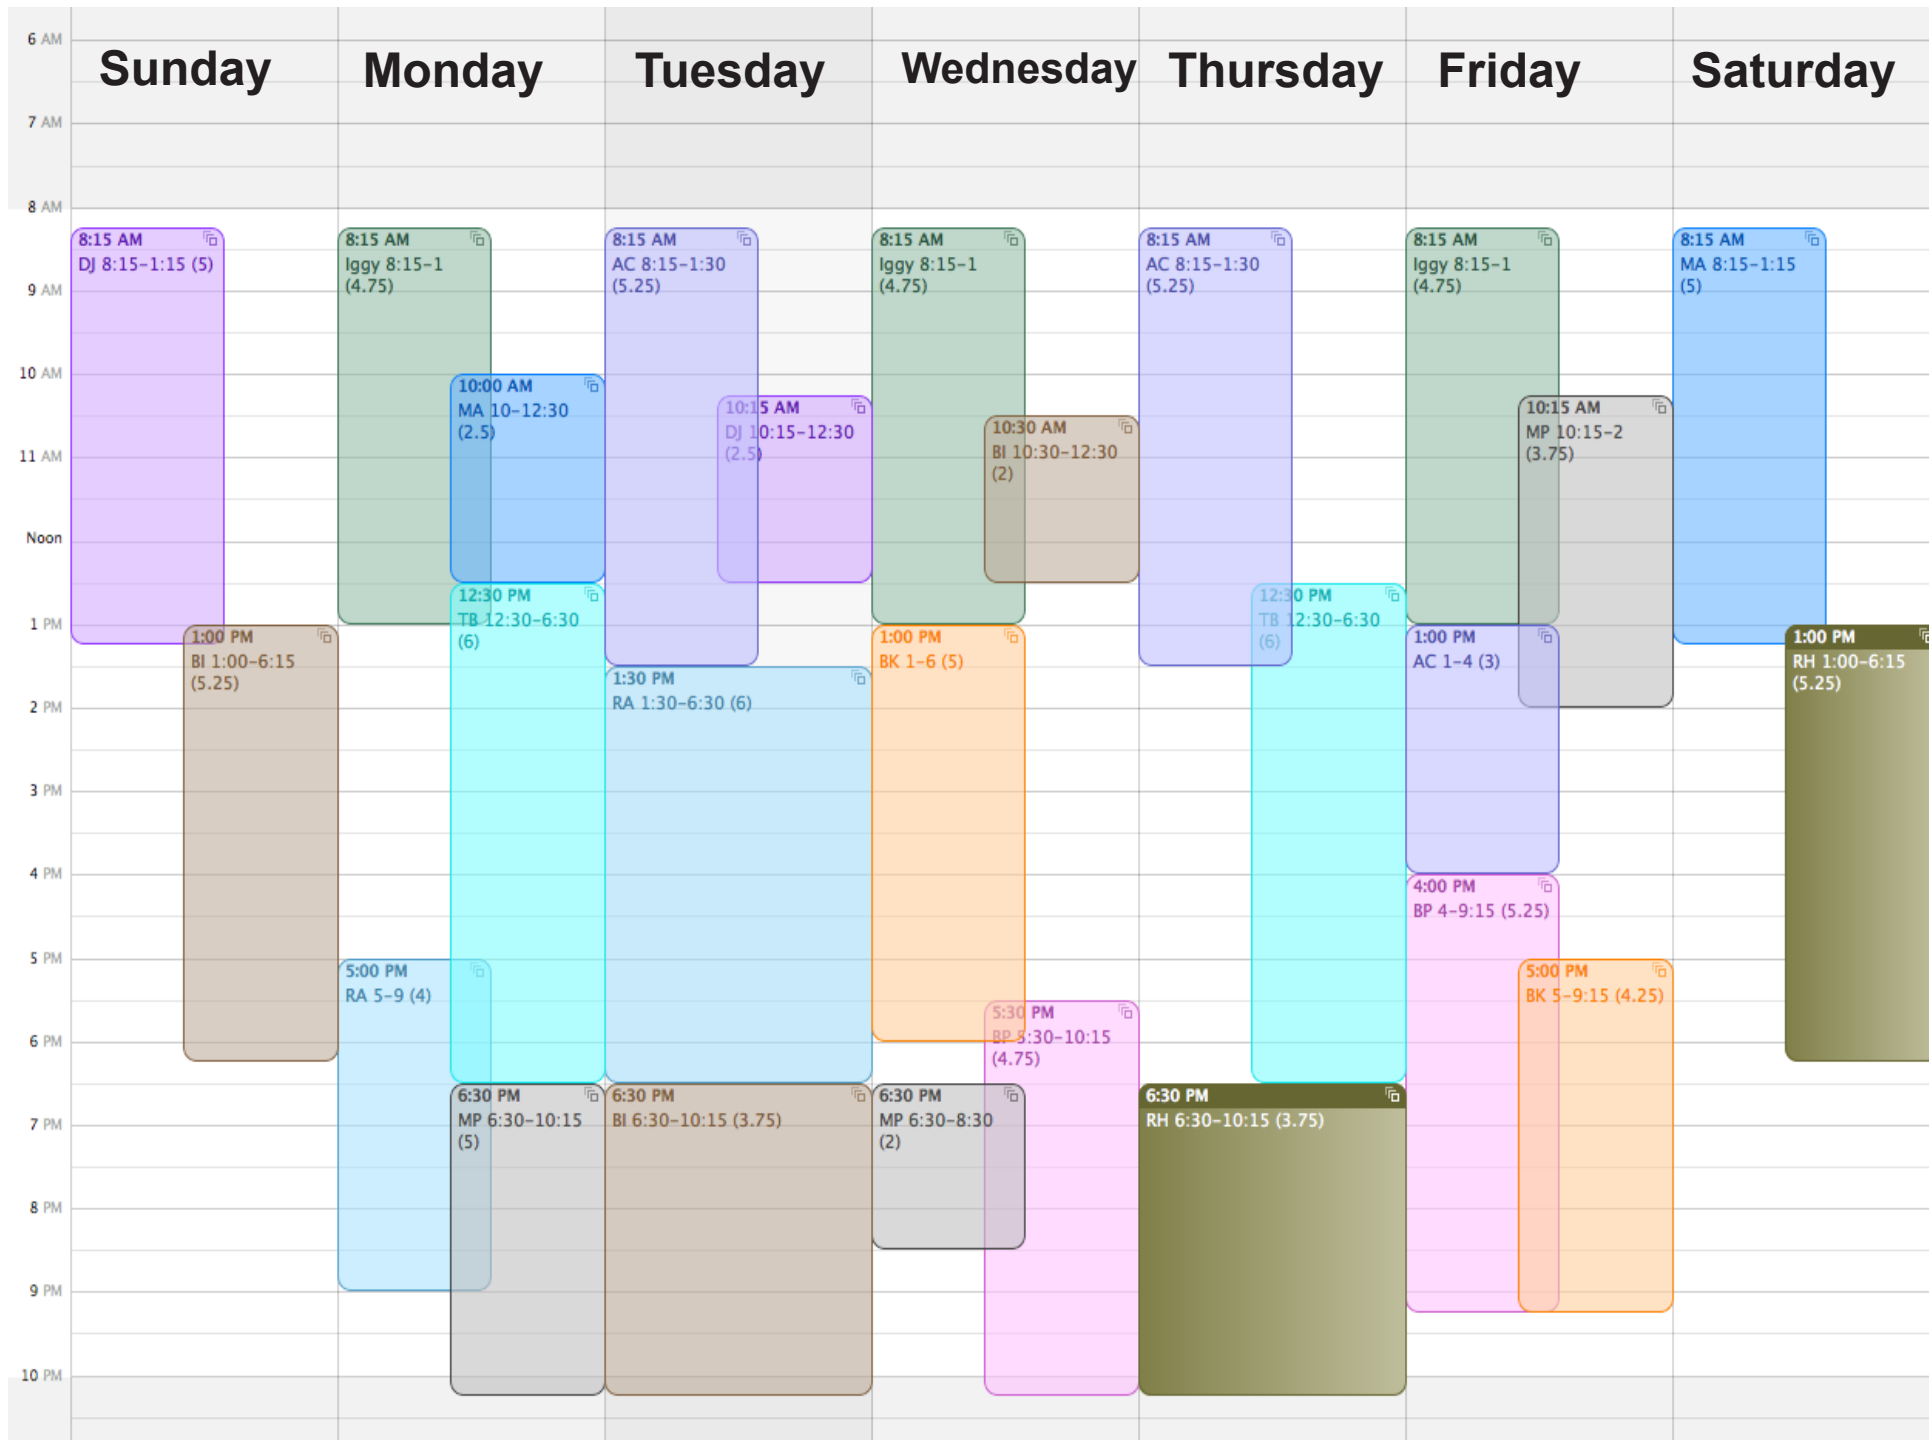 Sunday
Monday
Tuesday
Wednesday
Thursday
Friday
Saturday
6 AM
7 AM
8 AM
9 AM
10 AM
11 AM
Noon
1 PM
2 PM
3 PM
4 PM
5 PM
6 PM
7 PM
8 PM
9 PM
10 PM
8:15 AM
DJ 8:15-1:15 (5)
1:00 PM
BI 1:00-6:15
(5.25)
8:15 AM
Iggy 8:15-1
(4.75)
10:00 AM
MA 10-12:30
(2.5)
12:30 PM
TB 12:30-6:30
(6)
5:00 PM
RA 5-9 (4)
6:30 PM
MP 6:30-10:15
(5)
8:15 AM
AC 8:15-1:30
(5.25)
10:15 AM
DJ 10:15-12:30
(2.5)
1:30 PM
RA 1:30-6:30 (6)
6:30 PM
BI 6:30-10:15 (3.75)
8:15 AM
Iggy 8:15-1
(4.75)
10:30 AM
BI 10:30-12:30
(2)
1:00 PM
BK 1-6 (5)
5:30 PM
BP 5:30-10:15
(4.75)
6:30 PM
MP 6:30-8:30
(2)
8:15 AM
AC 8:15-1:30
(5.25)
12:30 PM
TB 12:30-6:30
(6)
6:30 PM
RH 6:30-10:15 (3.75)
8:15 AM
Iggy 8:15-1
(4.75)
10:15 AM
MP 10:15-2
(3.75)
1:00 PM
AC 1-4 (3)
4:00 PM
BP 4-9:15 (5.25)
5:00 PM
BK 5-9:15 (4.25)
8:15 AM
MA 8:15-1:15
(5)
1:00 PM
RH 1:00-6:15
(5.25)